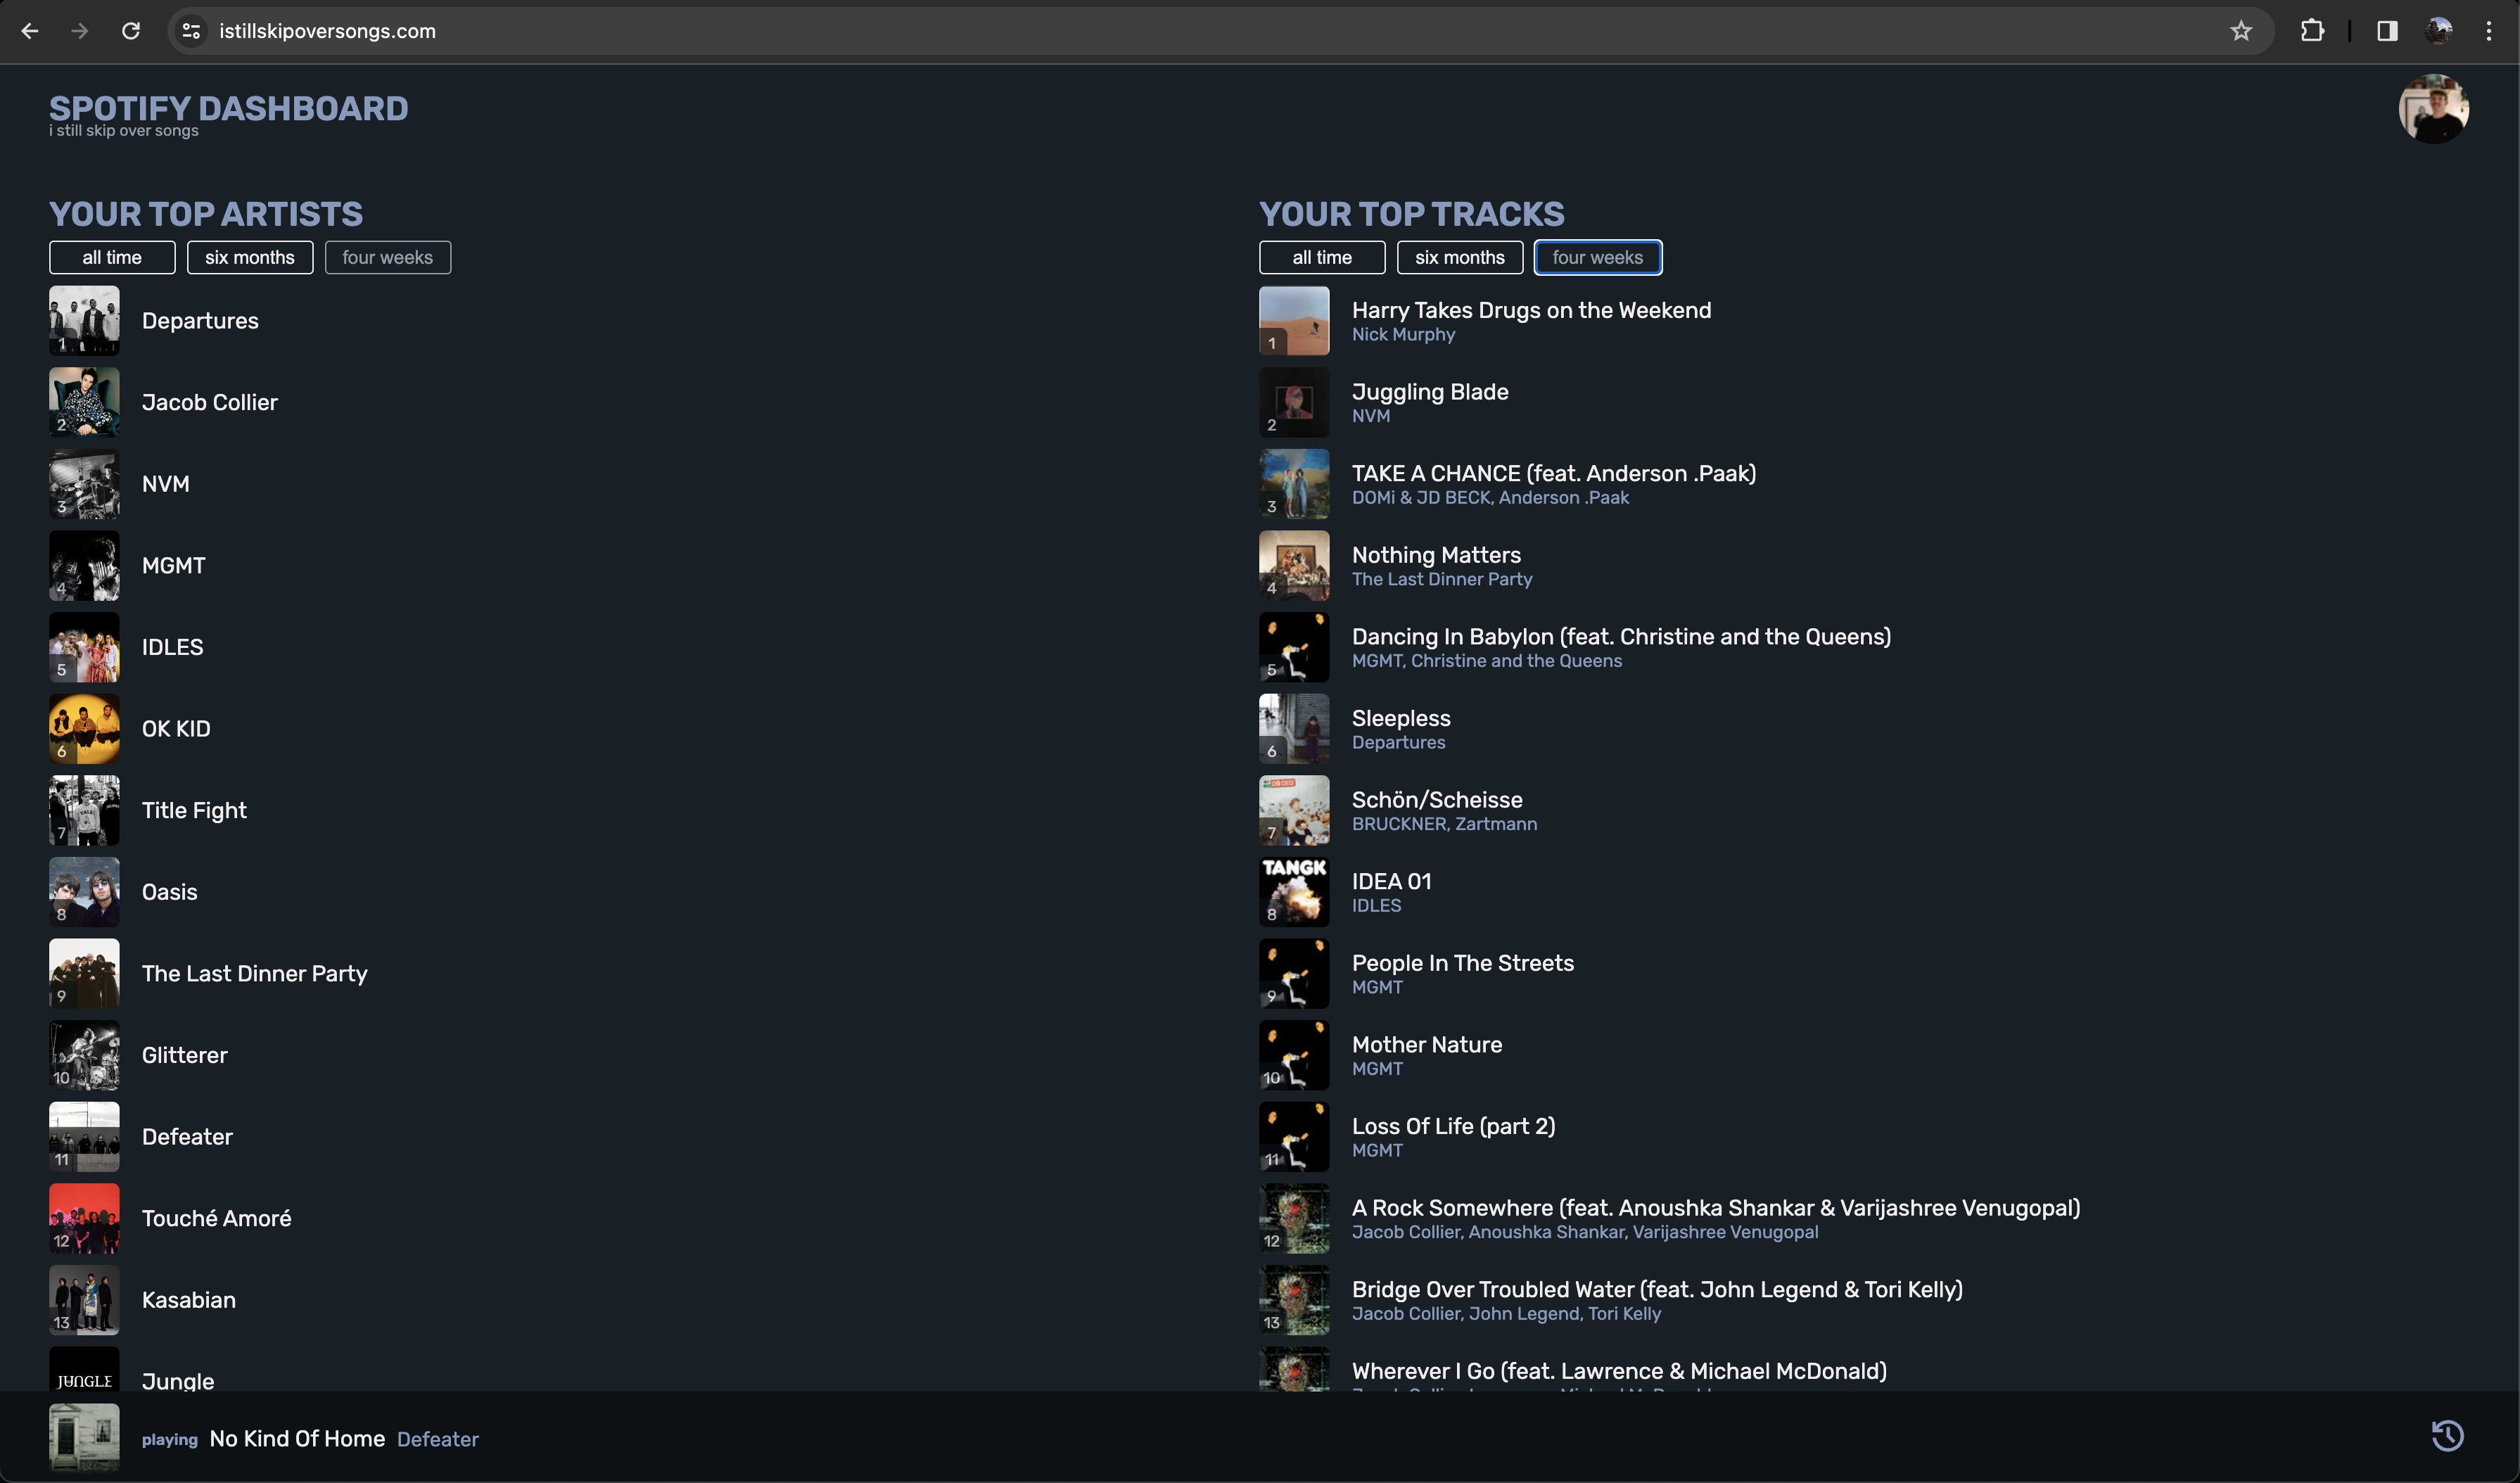 istillskipoversongs.com
SPOTIFY DASHBOARD
i still skip over songs
YOUR TOP ARTISTS
all time
six months
four weeks
1
Departures
2
Jacob Collier
3
NVM
4
MGMT
5
IDLES
6
OK KID
7
Title Fight
8
Oasis
9
The Last Dinner Party
10
Glitterer
11
Defeater
12
Touché Amoré
13
Kasabian
JUNGLE
Jungle
YOUR TOP TRACKS
all time
six months
four weeks
1
Harry Takes Drugs on the Weekend
Nick Murphy
2
Juggling Blade
NVM
3
TAKE A CHANCE (feat. Anderson .Paak)
DOMi & JD BECK, Anderson .Paak
4
Nothing Matters
The Last Dinner Party
5
Dancing In Babylon (feat. Christine and the Queens)
MGMT, Christine and the Queens
6
Sleepless
Departures
7
Schön/Scheisse
BRUCKNER, Zartmann
TANGK
8
IDEA 01
IDLES
9
People In The Streets
MGMT
10
Mother Nature
MGMT
11
Loss Of Life (part 2)
MGMT
12
A Rock Somewhere (feat. Anoushka Shankar & Varijashree Venugopal)
Jacob Collier, Anoushka Shankar, Varijashree Venugopal
13
Bridge Over Troubled Water (feat. John Legend & Tori Kelly)
Jacob Collier, John Legend, Tori Kelly
Wherever I Go (feat. Lawrence & Michael McDonald)
playing No Kind Of Home Defeater